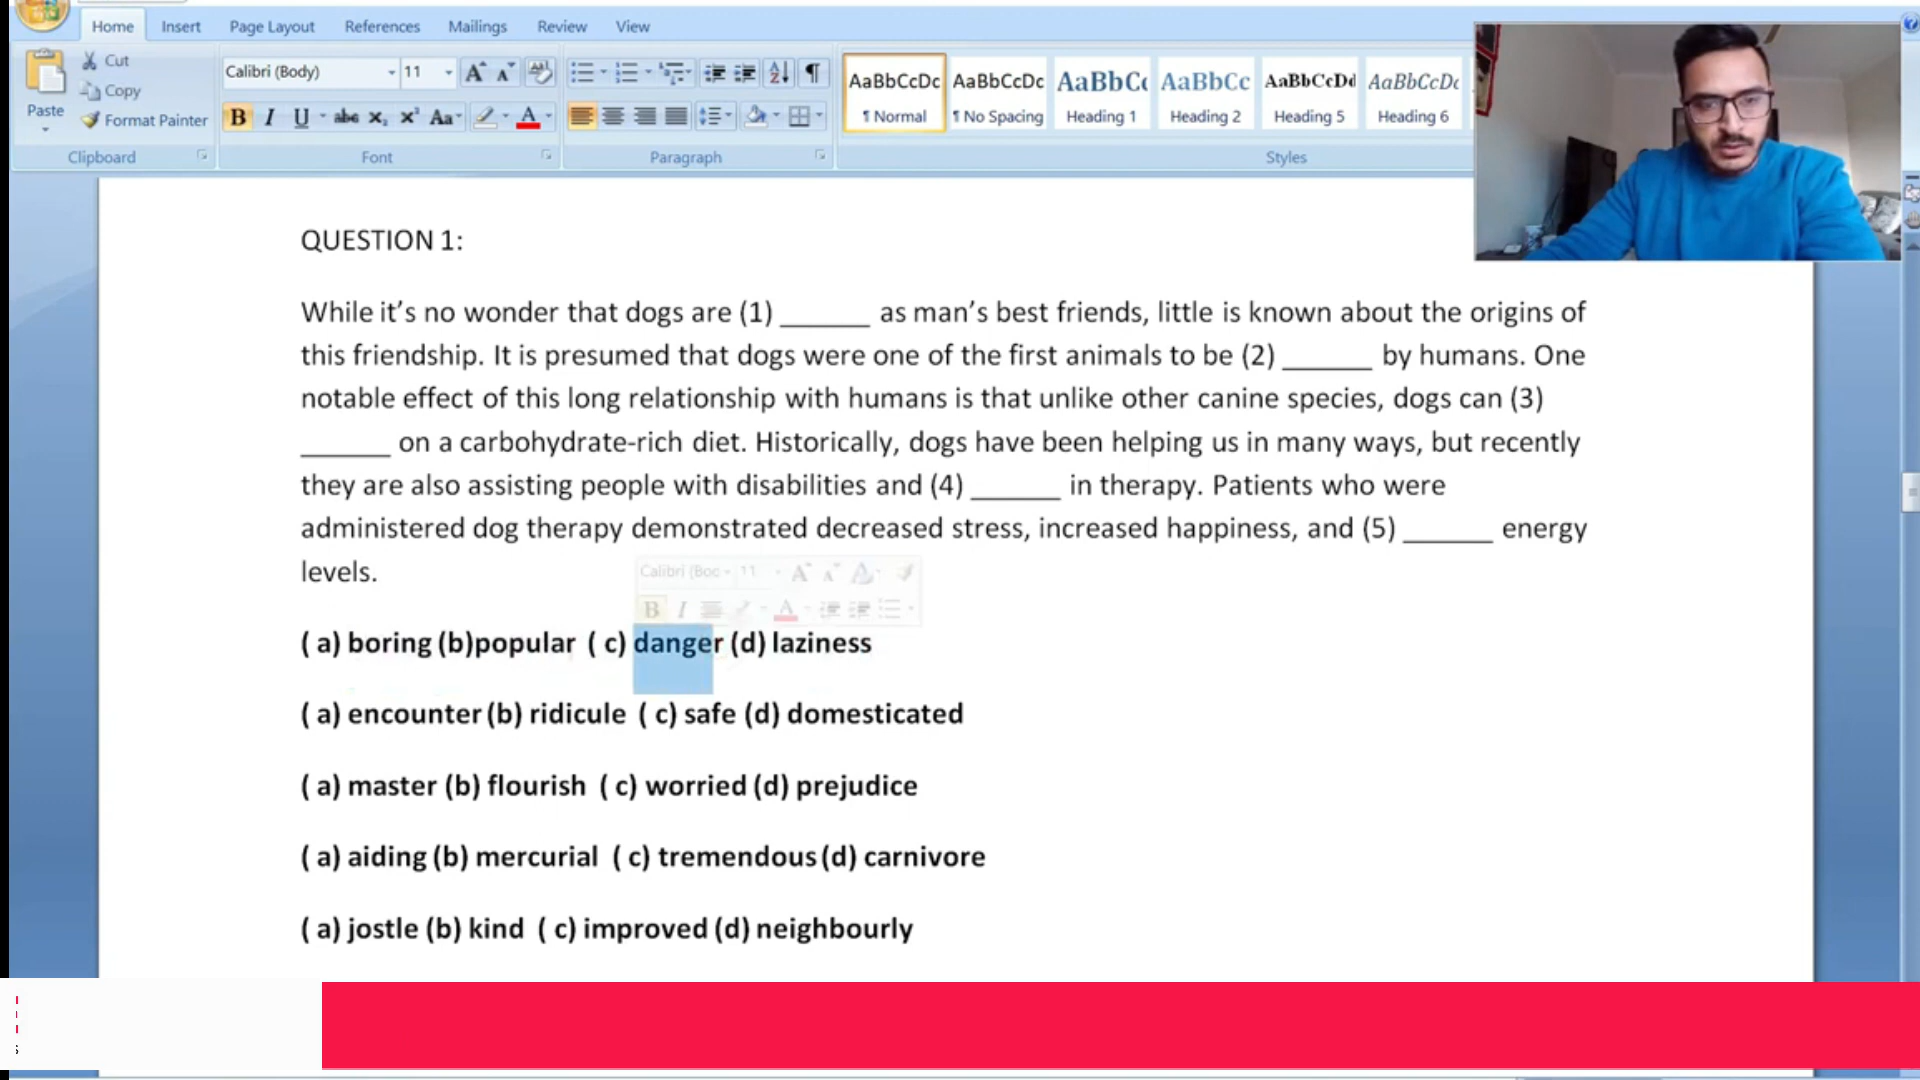 Home Insert Page Layout References Mailings Review View
Paste
Cut
Copy
Format Painter
Clipboard
Calibri (Body) 11
Font
Paragraph
AaBbCcDc AaBbCcDc AaBbC AaBbCc AaBbCcDd AaBbCcDc
¶ Normal ¶ No Spacing Heading 1 Heading 2 Heading 5 Heading 6
Styles
QUESTION 1:
While it’s no wonder that dogs are (1) ______ as man’s best friends, little is known about the origins of
this friendship. It is presumed that dogs were one of the first animals to be (2) ______ by humans. One
notable effect of this long relationship with humans is that unlike other canine species, dogs can (3)
______ on a carbohydrate-rich diet. Historically, dogs have been helping us in many ways, but recently
they are also assisting people with disabilities and (4) ______ in therapy. Patients who were
administered dog therapy demonstrated decreased stress, increased happiness, and (5) ______ energy
levels.
Calibri (Boc 11
( a) boring (b)popular ( c) danger (d) laziness
( a) encounter (b) ridicule ( c) safe (d) domesticated
( a) master (b) flourish ( c) worried (d) prejudice
( a) aiding (b) mercurial ( c) tremendous (d) carnivore
( a) jostle (b) kind ( c) improved (d) neighbourly